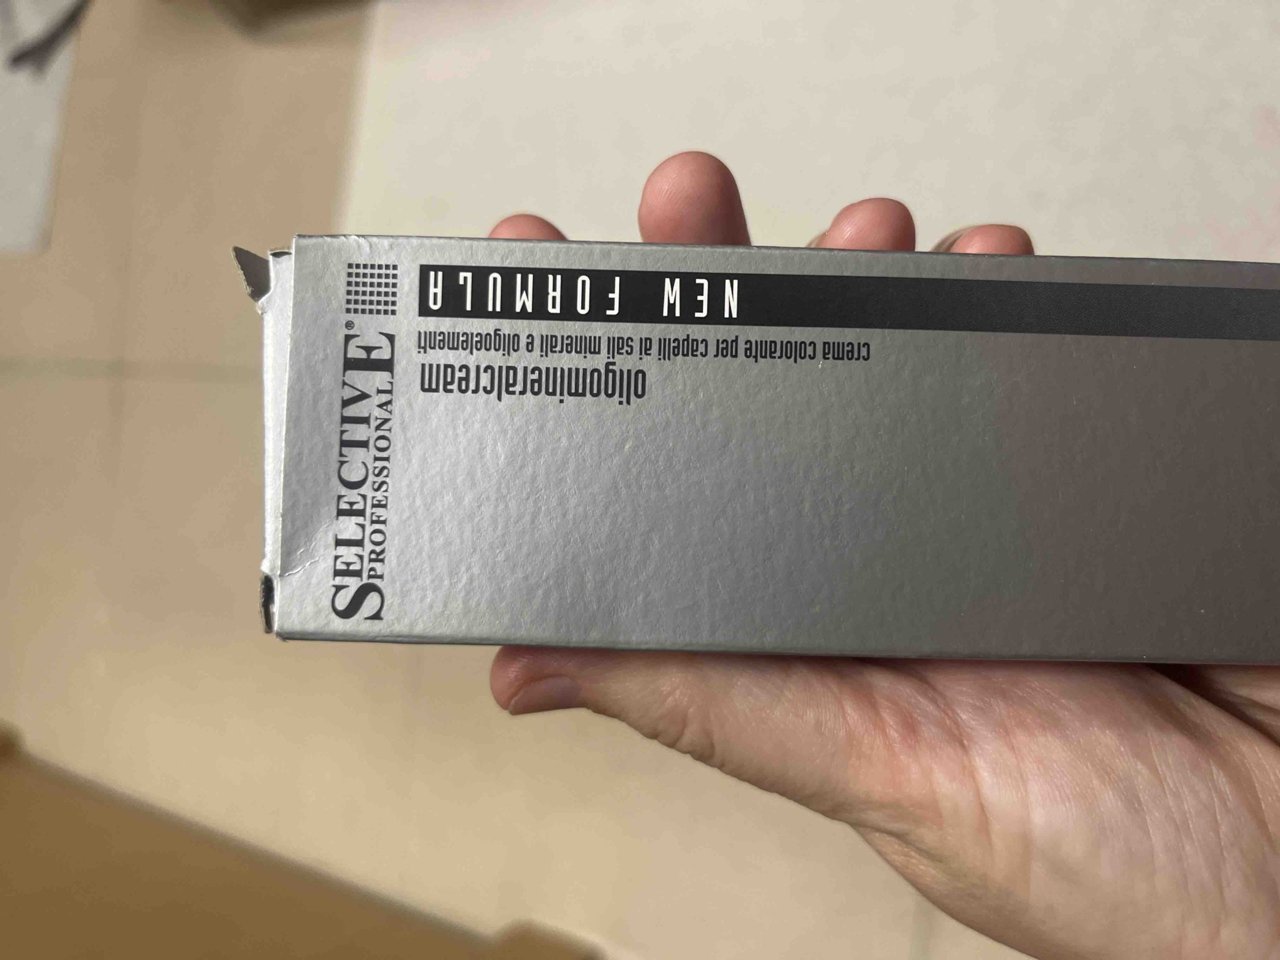 SELECTIVE®
PROFESSIONAL
NEW FORMULA
oligomineralcream
crema colorante per capelli ai sali minerali e oligoelementi